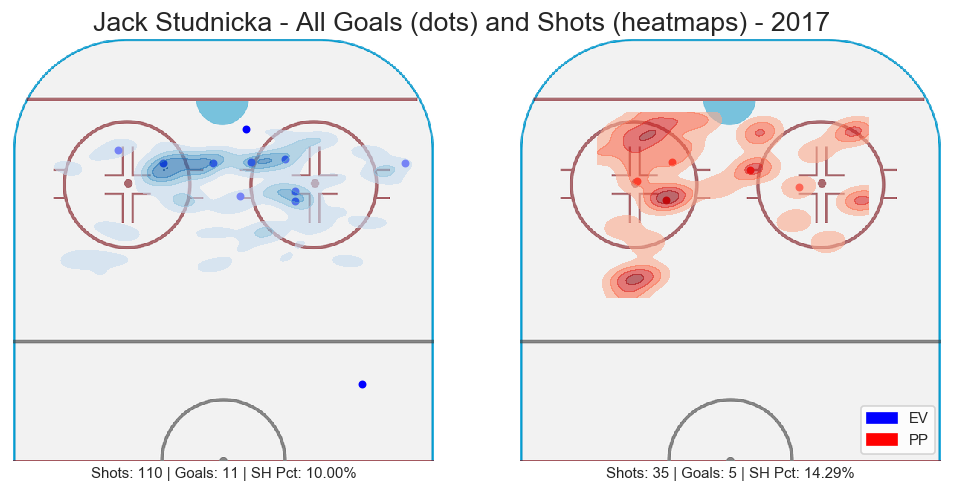 Jack Studnicka - All Goals (dots) and Shots (heatmaps) - 2017
EV
PP
Shots: 110 | Goals: 11 | SH Pct: 10.00%
Shots: 35 | Goals: 5 | SH Pct: 14.29%